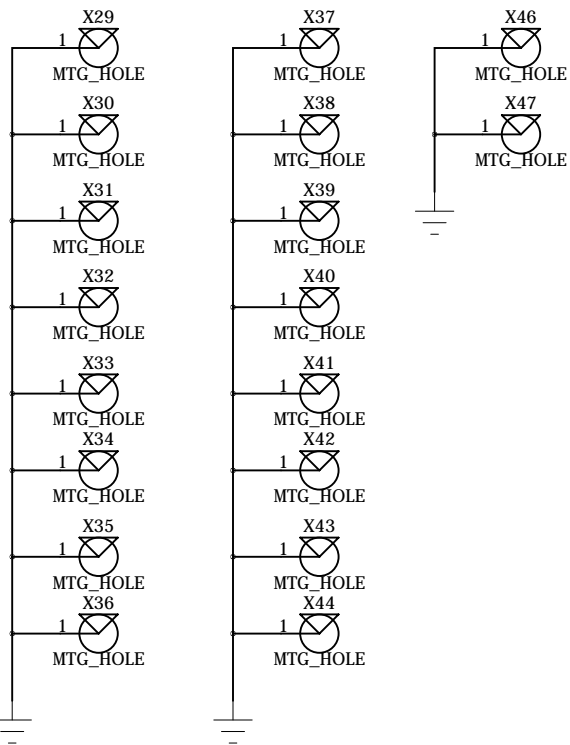 X29
1
MTG_HOLE
X30
1
MTG_HOLE
X31
1
MTG_HOLE
X32
1
MTG_HOLE
X33
1
MTG_HOLE
X34
1
MTG_HOLE
X35
1
MTG_HOLE
X36
1
MTG_HOLE
X37
1
MTG_HOLE
X38
1
MTG_HOLE
X39
1
MTG_HOLE
X40
1
MTG_HOLE
X41
1
MTG_HOLE
X42
1
MTG_HOLE
X43
1
MTG_HOLE
X44
1
MTG_HOLE
X46
1
MTG_HOLE
X47
1
MTG_HOLE